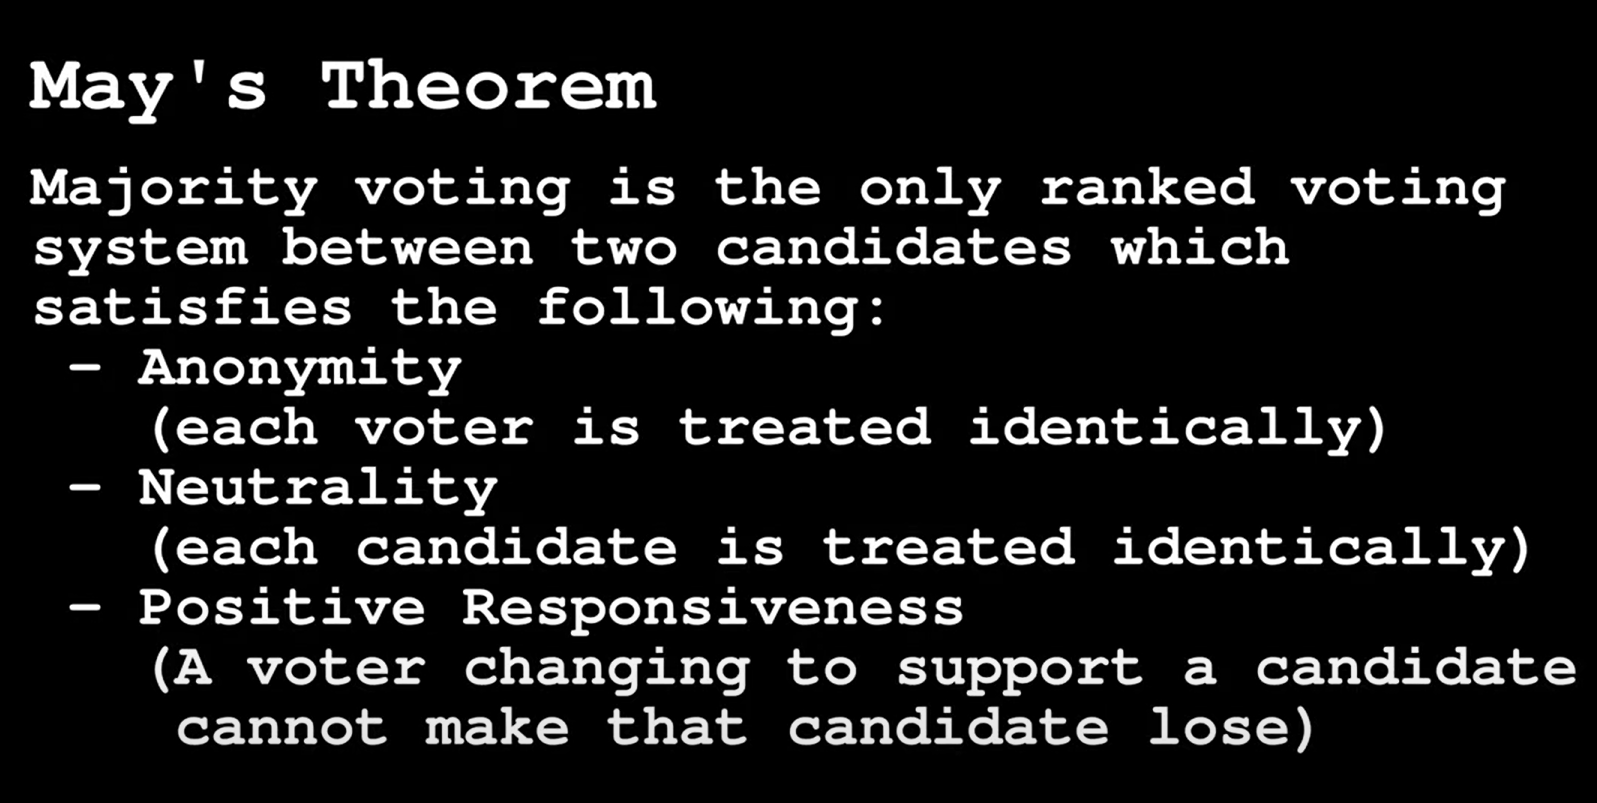 May's Theorem
Majority voting is the only ranked voting
system between two candidates which
satisfies the following:
- Anonymity
(each voter is treated identically)
- Neutrality
(each candidate is treated identically)
- Positive Responsiveness
(A voter changing to support a candidate
cannot make that candidate lose)